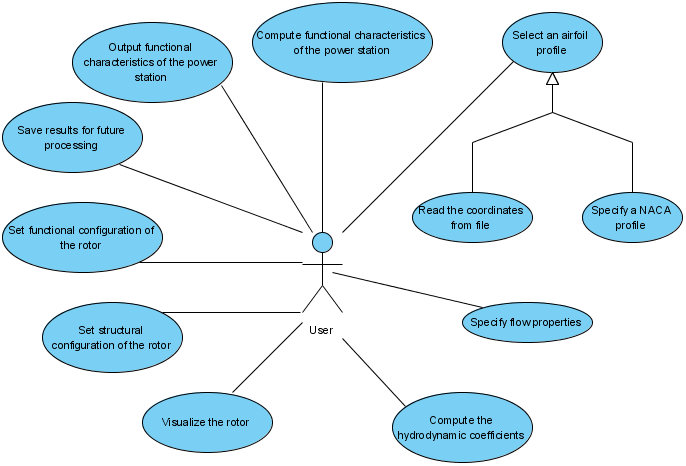 Compute functional characteristics
of the power station
Select an airfoil
profile
Output functional
characteristics of the power
station
Save results for future
processing
Read the coordinates
from file
Specify a NACA
profile
Set functional configuration of
the rotor
Specify flow properties
User
Set structural
configuration of the rotor
Visualize the rotor
Compute the
hydrodynamic coefficients